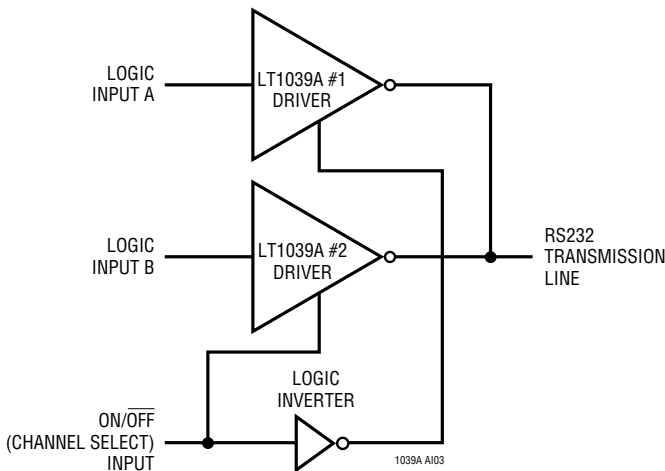 LOGIC
INPUT A
LT1039A #1
DRIVER
LOGIC
INPUT B
LT1039A #2
DRIVER
RS232
TRANSMISSION
LINE
LOGIC
INVERTER
ON/OFF
(CHANNEL SELECT)
INPUT
1039A AI03